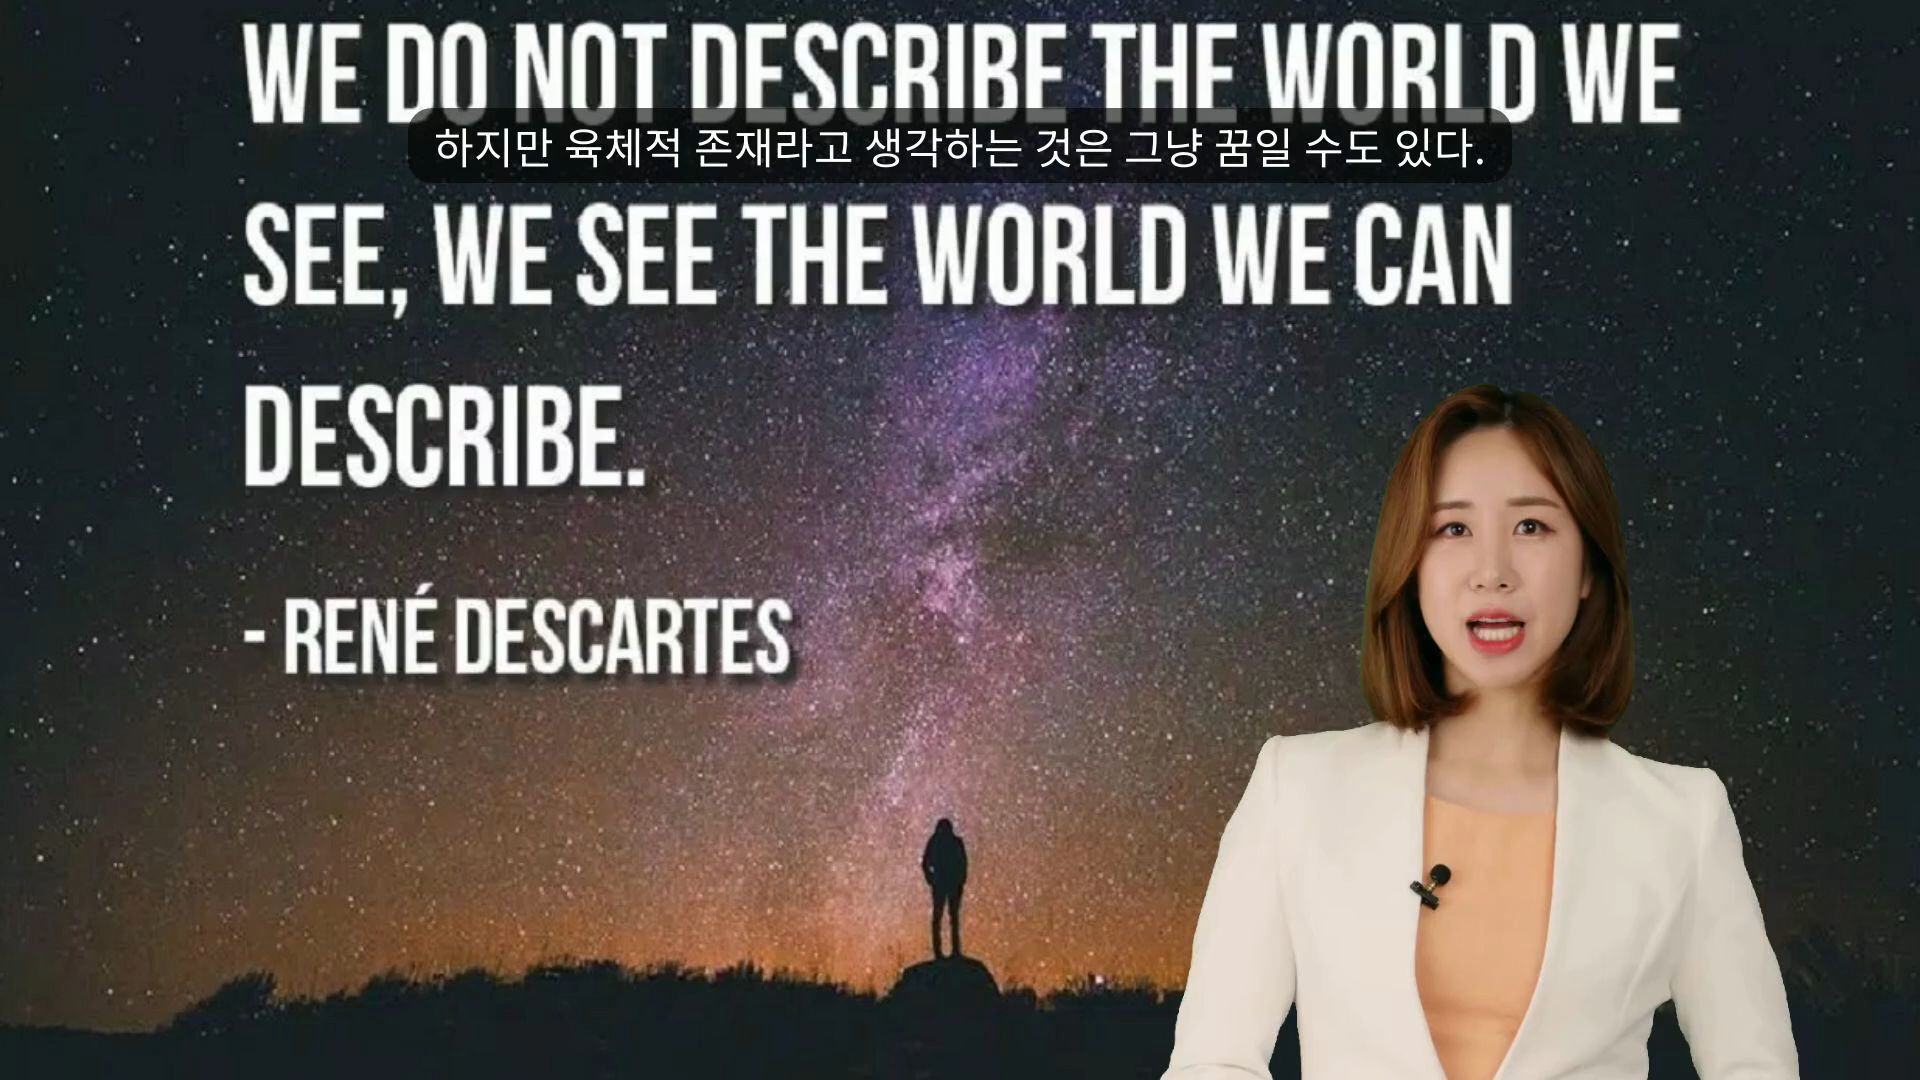 WE DO NOT DESCRIBE THE WORLD WE
하지만 육체적 존재라고 생각하는 것은 그냥 꿈일 수도 있다.
SEE, WE SEE THE WORLD WE CAN
DESCRIBE.
- RENÉ DESCARTES